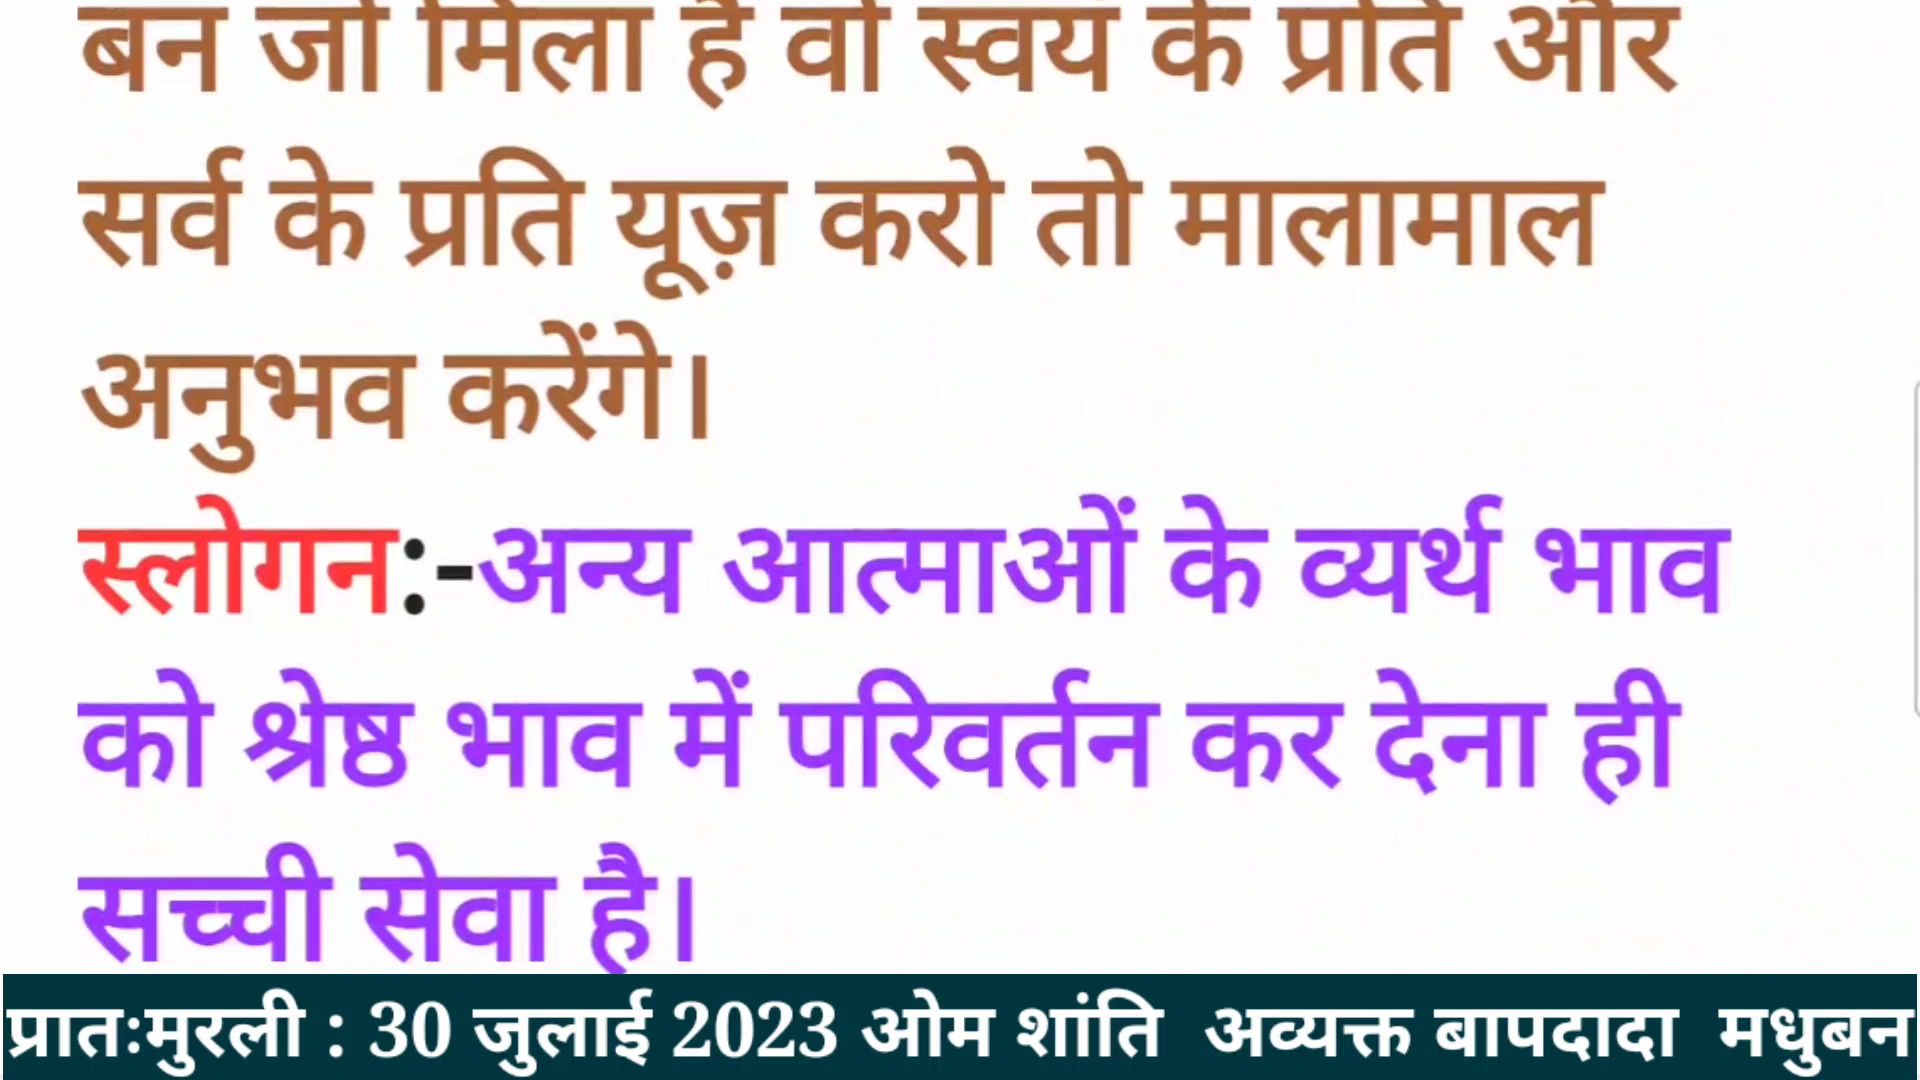 बन जो मिला है वो स्वयं के प्रति और
सर्व के प्रति यूज़ करो तो मालामाल
अनुभव करेंगे।
स्लोगन:-अन्य आत्माओं के व्यर्थ भाव
को श्रेष्ठ भाव में परिवर्तन कर देना ही
सच्ची सेवा है।
प्रातःमुरली : 30 जुलाई 2023 ओम शांति अव्यक्त बापदादा मधुबन